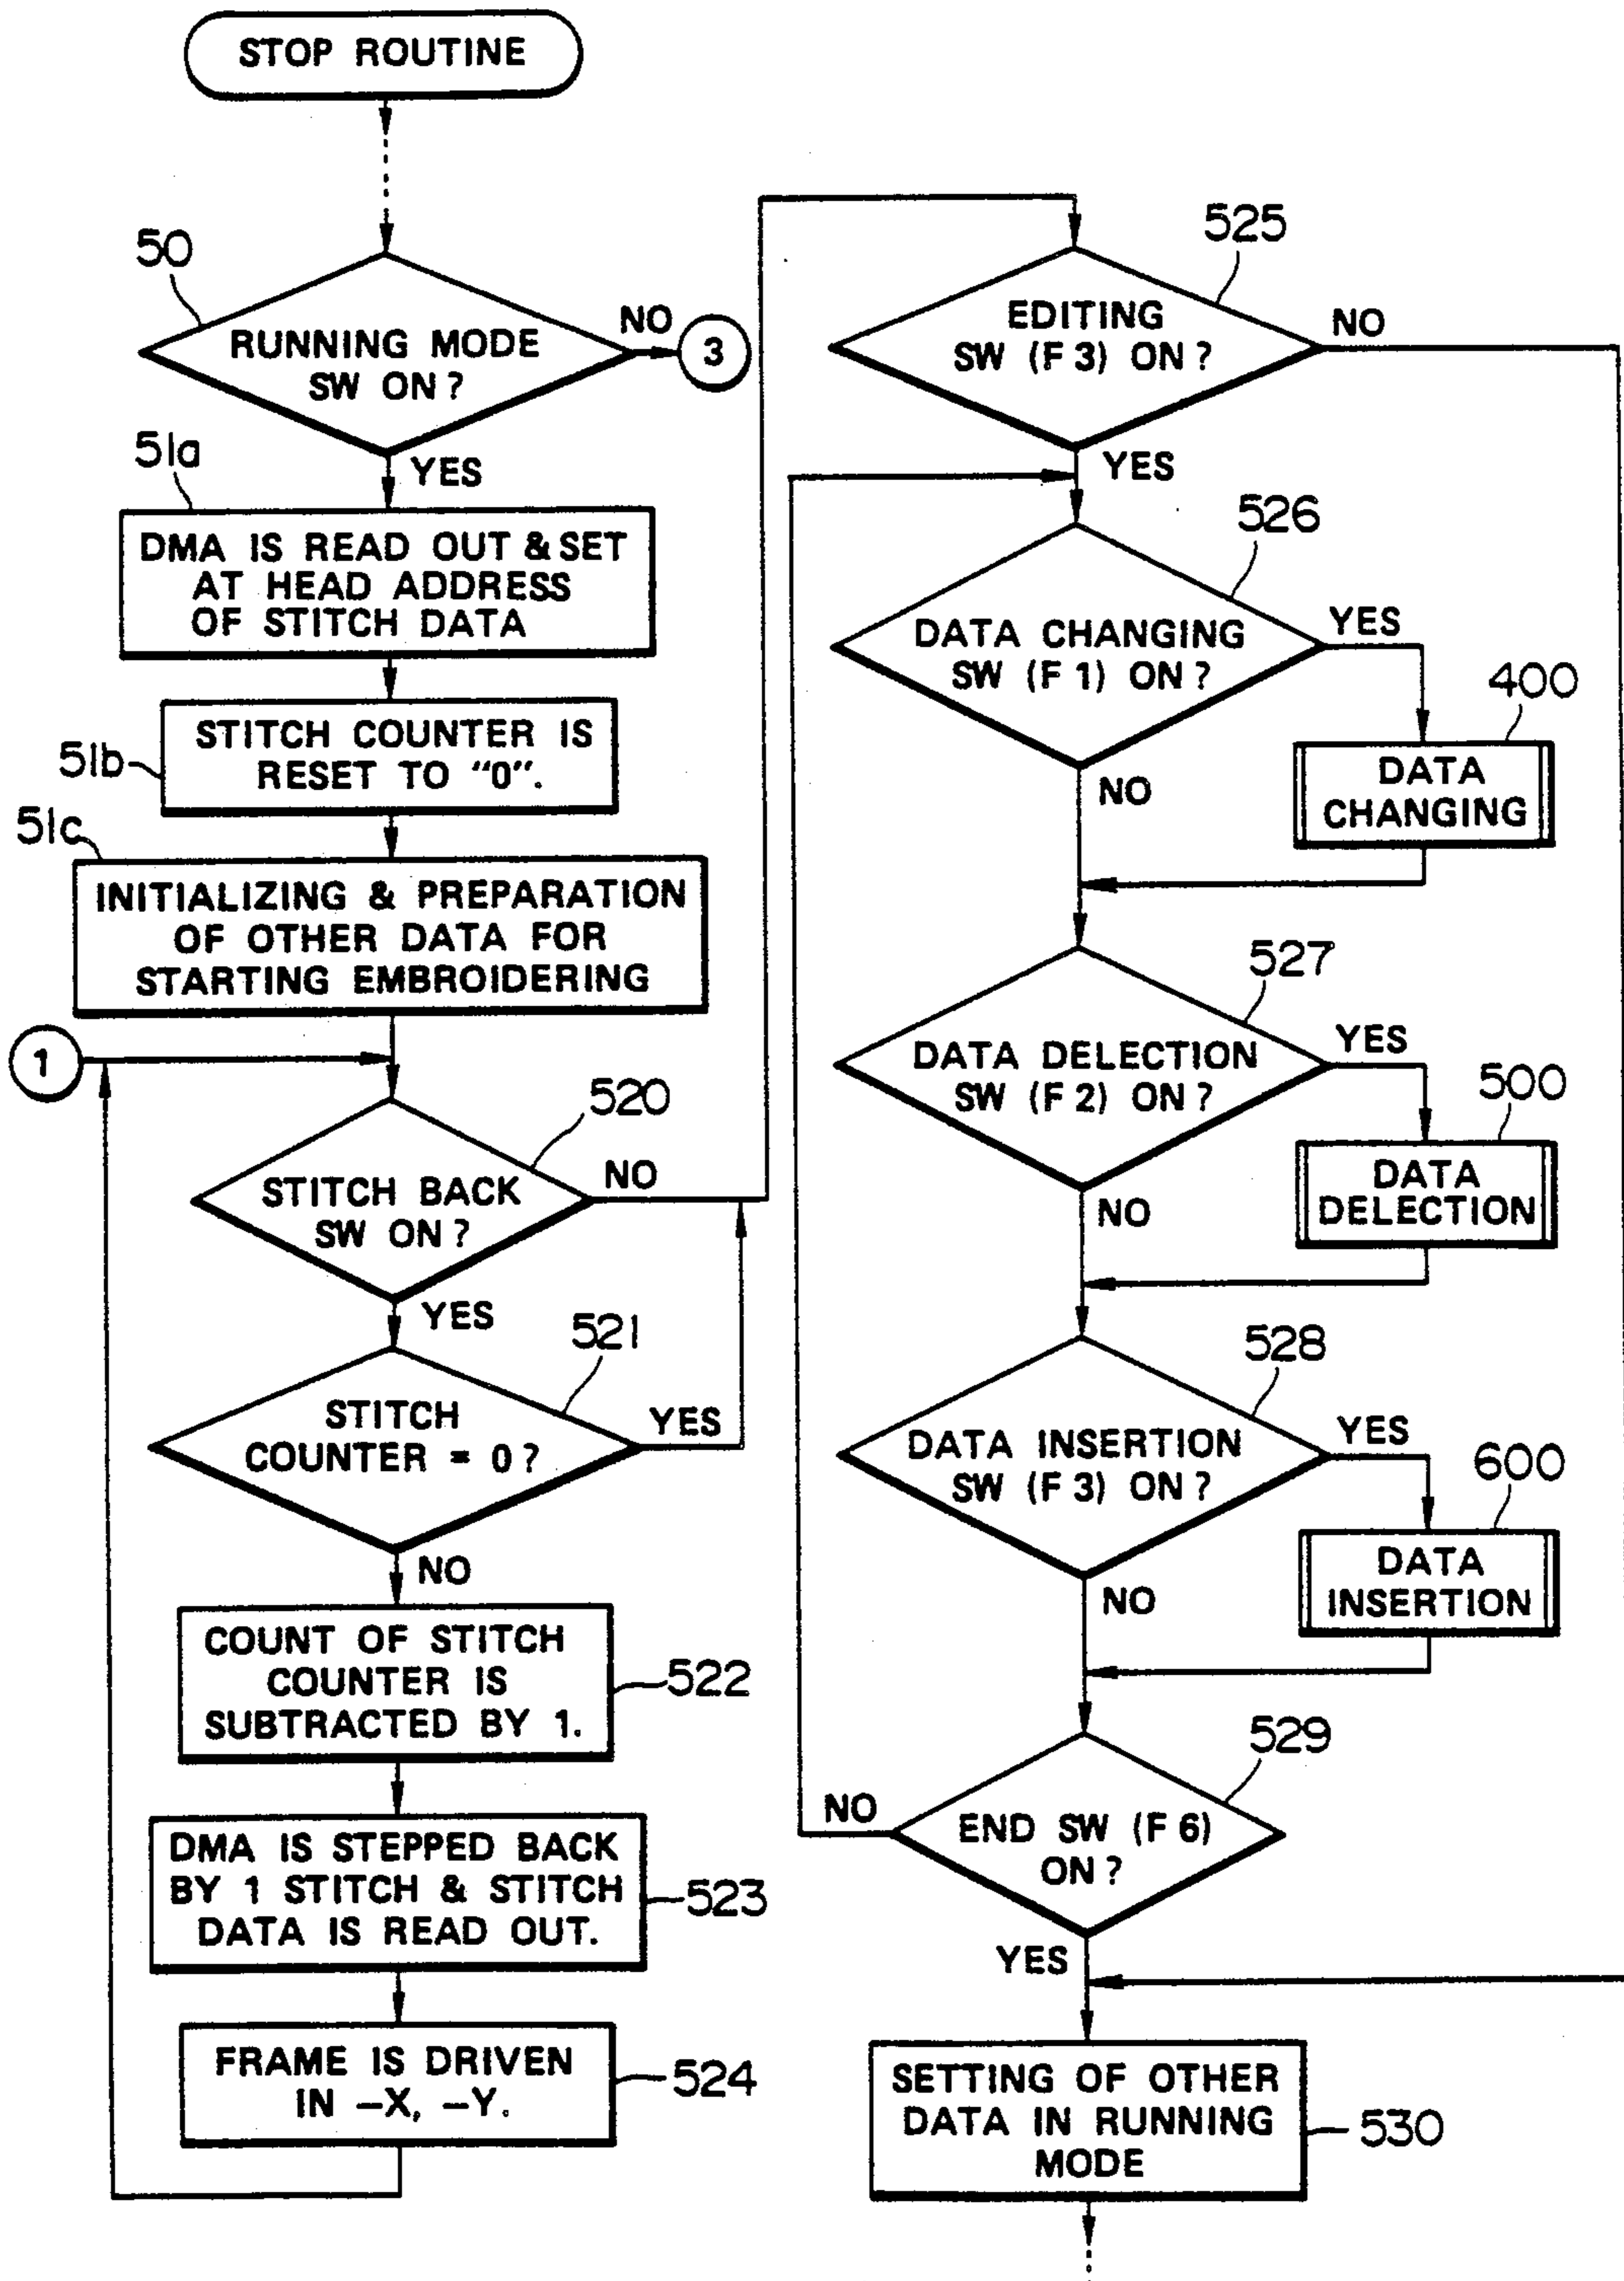 STOP ROUTINE
50
RUNNING MODE
SW ON?
NO
3
YES
51a
DMA IS READ OUT & SET
AT HEAD ADDRESS
OF STITCH DATA
51b
STITCH COUNTER IS
RESET TO "0".
51c
INITIALIZING & PREPARATION
OF OTHER DATA FOR
STARTING EMBROIDERING
1
520
STITCH BACK
SW ON?
NO
YES
521
STITCH
COUNTER = 0?
YES
NO
COUNT OF STITCH
COUNTER IS
SUBTRACTED BY 1.
522
DMA IS STEPPED BACK
BY 1 STITCH & STITCH
DATA IS READ OUT.
523
FRAME IS DRIVEN
IN –X, –Y.
524
525
EDITING
SW (F 3) ON?
NO
YES
526
DATA CHANGING
SW (F 1) ON?
YES
400
DATA
CHANGING
NO
527
DATA DELECTION
SW (F 2) ON?
YES
500
DATA
DELECTION
NO
528
DATA INSERTION
SW (F 3) ON?
YES
600
DATA
INSERTION
NO
529
END SW (F 6)
ON?
NO
YES
SETTING OF OTHER
DATA IN RUNNING
MODE
530